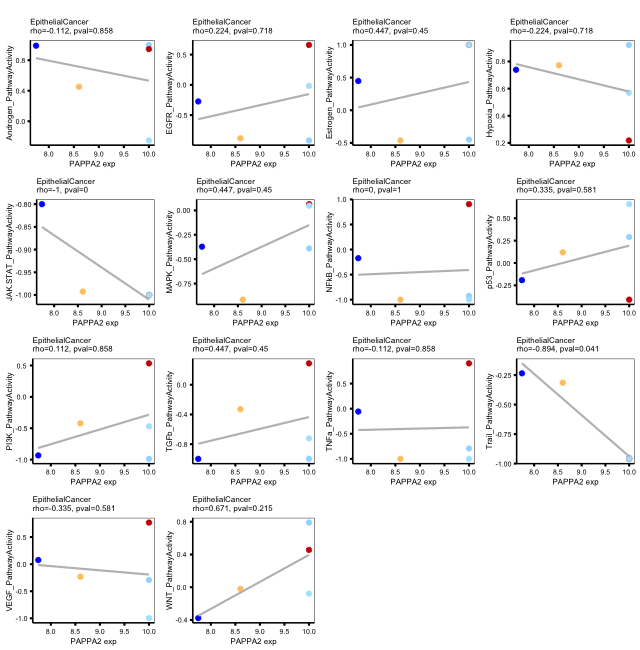 EpithelialCancer
rho=-0.112, pval=0.858
Androgen_PathwayActivity
0.8
0.4
0.0
8.0 8.5 9.0 9.5 10.0
PAPPA2 exp
EpithelialCancer
rho=0.224, pval=0.718
EGFR_PathwayActivity
0.5
0.0
-0.5
8.0 8.5 9.0 9.5 10.0
PAPPA2 exp
EpithelialCancer
rho=0.447, pval=0.45
Estrogen_PathwayActivity
1.0
0.5
0.0
-0.5
8.0 8.5 9.0 9.5 10.0
PAPPA2 exp
EpithelialCancer
rho=-0.224, pval=0.718
Hypoxia_PathwayActivity
0.8
0.6
0.4
0.2
8.0 8.5 9.0 9.5 10.0
PAPPA2 exp
EpithelialCancer
rho=-1, pval=0
JAK.STAT_PathwayActivity
-0.80
-0.85
-0.90
-0.95
-1.00
8.0 8.5 9.0 9.5 10.0
PAPPA2 exp
EpithelialCancer
rho=0.447, pval=0.45
MAPK_PathwayActivity
0.00
-0.25
-0.50
-0.75
8.0 8.5 9.0 9.5 10.0
PAPPA2 exp
EpithelialCancer
rho=0, pval=1
NFkB_PathwayActivity
1.0
0.5
0.0
-0.5
-1.0
8.0 8.5 9.0 9.5 10.0
PAPPA2 exp
EpithelialCancer
rho=0.335, pval=0.581
p53_PathwayActivity
0.50
0.25
0.00
-0.25
8.0 8.5 9.0 9.5 10.0
PAPPA2 exp
EpithelialCancer
rho=0.112, pval=0.858
PI3K_PathwayActivity
0.5
0.0
-0.5
-1.0
8.0 8.5 9.0 9.5 10.0
PAPPA2 exp
EpithelialCancer
rho=0.447, pval=0.45
TGFb_PathwayActivity
0.0
-0.4
-0.8
8.0 8.5 9.0 9.5 10.0
PAPPA2 exp
EpithelialCancer
rho=-0.112, pval=0.858
TNFa_PathwayActivity
1.0
0.5
0.0
-0.5
-1.0
8.0 8.5 9.0 9.5 10.0
PAPPA2 exp
EpithelialCancer
rho=-0.894, pval=0.041
Trail_PathwayActivity
-0.25
-0.50
-0.75
-1.00
8.0 8.5 9.0 9.5 10.0
PAPPA2 exp
EpithelialCancer
rho=-0.335, pval=0.581
VEGF_PathwayActivity
0.5
0.0
-0.5
-1.0
8.0 8.5 9.0 9.5 10.0
PAPPA2 exp
EpithelialCancer
rho=0.671, pval=0.215
WNT_PathwayActivity
0.8
0.4
0.0
-0.4
8.0 8.5 9.0 9.5 10.0
PAPPA2 exp